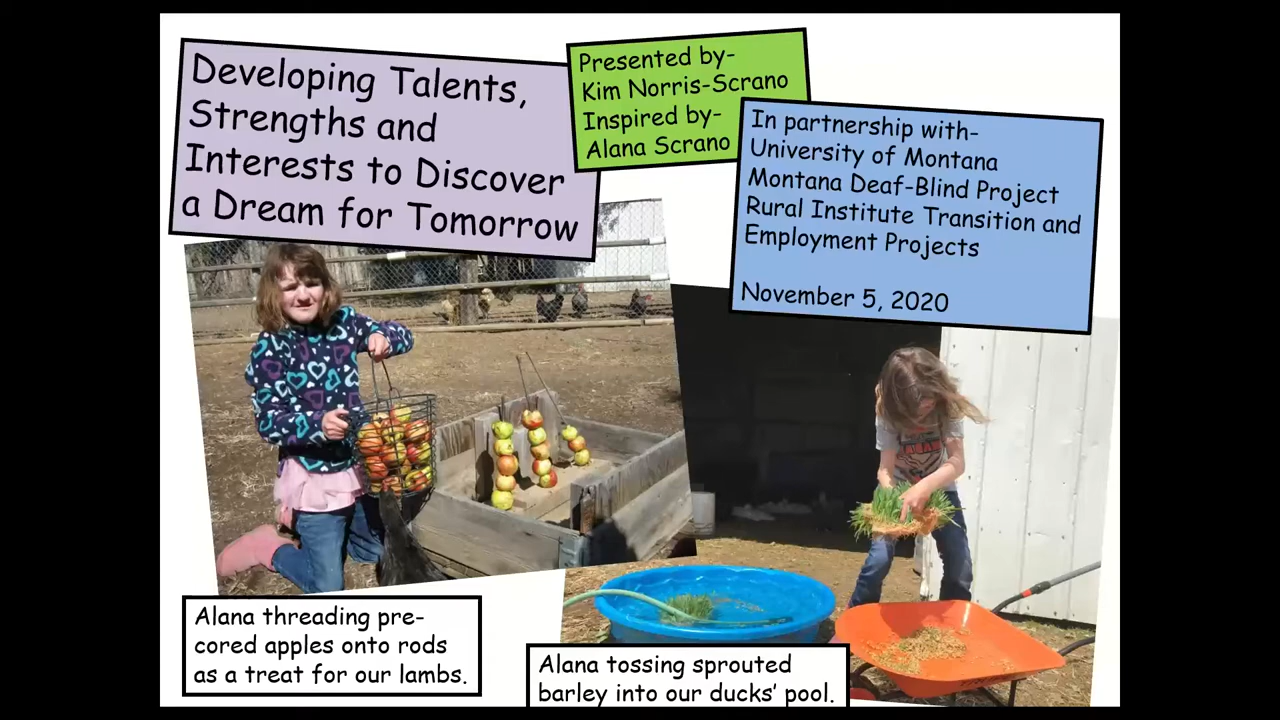 Developing Talents,
Strengths and
Interests to Discover
a Dream for Tomorrow
Presented by-
Kim Norris-Scrano
Inspired by-
Alana Scrano
In partnership with-
University of Montana
Montana Deaf-Blind Project
Rural Institute Transition and
Employment Projects
November 5, 2020
Alana threading pre-
cored apples onto rods
as a treat for our lambs.
Alana tossing sprouted
barley into our ducks’ pool.